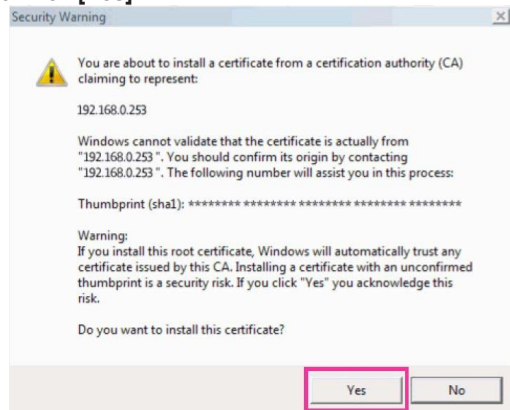 Security Warning
You are about to install a certificate from a certification authority (CA)
claiming to represent:
192.168.0.253
Windows cannot validate that the certificate is actually from
"192.168.0.253 ". You should confirm its origin by contacting
"192.168.0.253 ". The following number will assist you in this process:
Thumbprint (sha1): ******** ******** ******** ******** ********
Warning:
If you install this root certificate, Windows will automatically trust any
certificate issued by this CA. Installing a certificate with an unconfirmed
thumbprint is a security risk. If you click "Yes" you acknowledge this
risk.
Do you want to install this certificate?
Yes
No